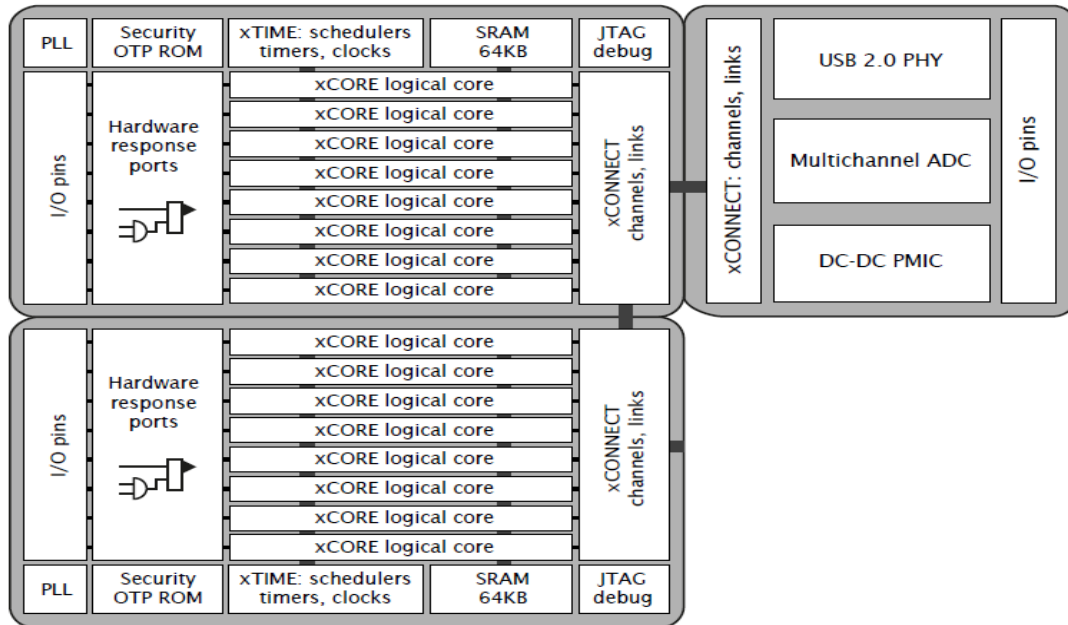 PLL
Security
OTP ROM
xTIME: schedulers
timers, clocks
SRAM
64KB
JTAG
debug
I/O pins
Hardware
response
ports
xCORE logical core
xCORE logical core
xCORE logical core
xCORE logical core
xCORE logical core
xCORE logical core
xCORE logical core
xCORE logical core
xCONNECT
channels, links
xCONNECT: channels, links
USB 2.0 PHY
Multichannel ADC
DC-DC PMIC
I/O pins
I/O pins
Hardware
response
ports
xCORE logical core
xCORE logical core
xCORE logical core
xCORE logical core
xCORE logical core
xCORE logical core
xCORE logical core
xCORE logical core
xCONNECT
channels, links
PLL
Security
OTP ROM
xTIME: schedulers
timers, clocks
SRAM
64KB
JTAG
debug